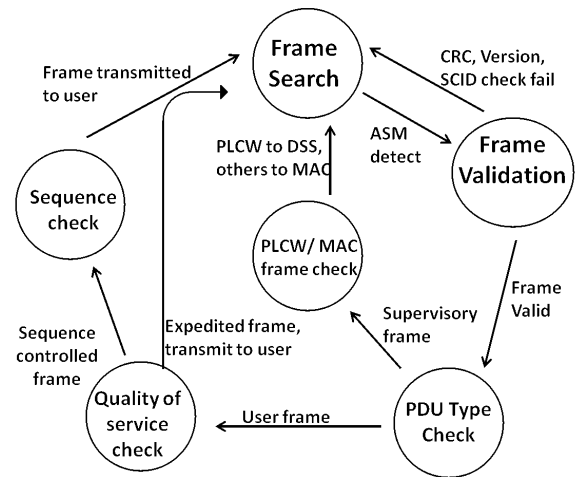 Frame
Search
Frame transmitted
to user
CRC, Version,
SCID check fail
PLCW to DSS,
others to MAC
ASM
detect
Frame
Validation
Sequence
check
PLCW/ MAC
frame check
Frame
Valid
Sequence
controlled
frame
Expedited frame,
transmit to user
Supervisory
frame
Quality of
service
check
User frame
PDU Type
Check